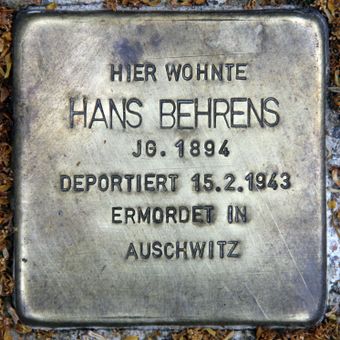 HIER WOHNTE
HANS BEHRENS
JG. 1894
DEPORTIERT 15.2.1943
ERMORDET IN
AUSCHWITZ